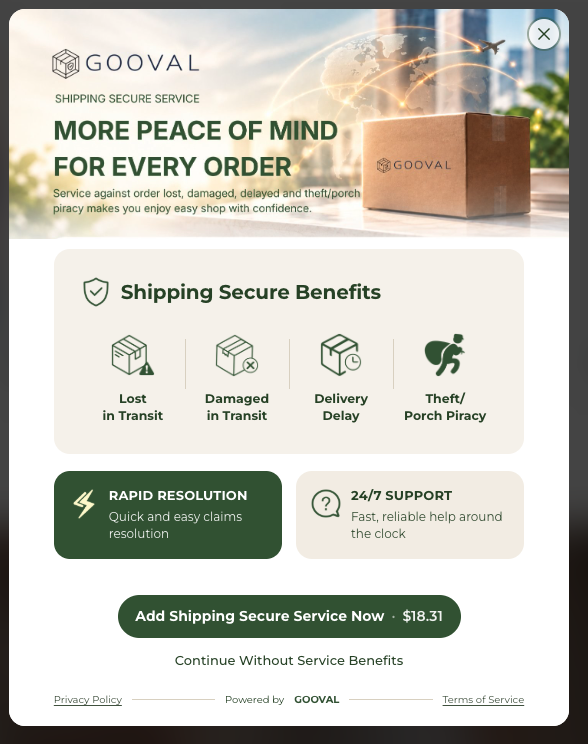 GOOVAL
SHIPPING SECURE SERVICE
MORE PEACE OF MIND
FOR EVERY ORDER
Service against order lost, damaged, delayed and theft/porch
piracy makes you enjoy easy shop with confidence.
GOOVAL
Shipping Secure Benefits
Lost
in Transit
Damaged
in Transit
Delivery
Delay
Theft/
Porch Piracy
RAPID RESOLUTION
Quick and easy claims
resolution
24/7 SUPPORT
Fast, reliable help around
the clock
Add Shipping Secure Service Now · $18.31
Continue Without Service Benefits
Privacy Policy
Powered by GOOVAL
Terms of Service